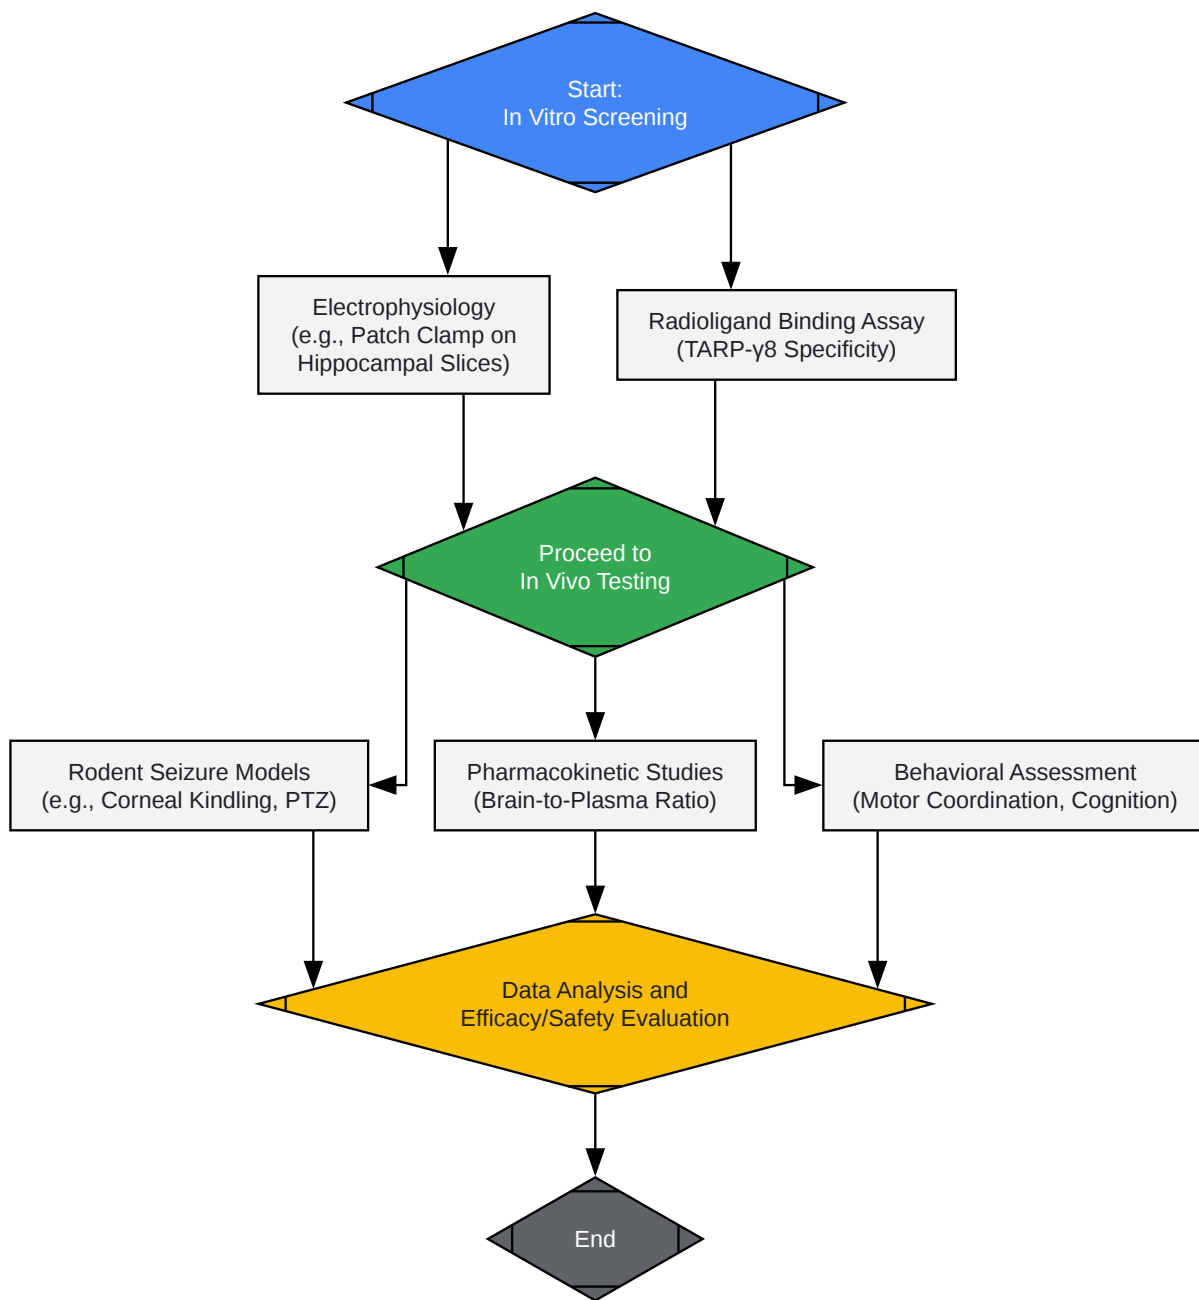 Start:
In Vitro Screening
Electrophysiology
(e.g., Patch Clamp on
Hippocampal Slices)
Radioligand Binding Assay
(TARP-γ8 Specificity)
Proceed to
In Vivo Testing
Rodent Seizure Models
(e.g., Corneal Kindling, PTZ)
Pharmacokinetic Studies
(Brain-to-Plasma Ratio)
Behavioral Assessment
(Motor Coordination, Cognition)
Data Analysis and
Efficacy/Safety Evaluation
End